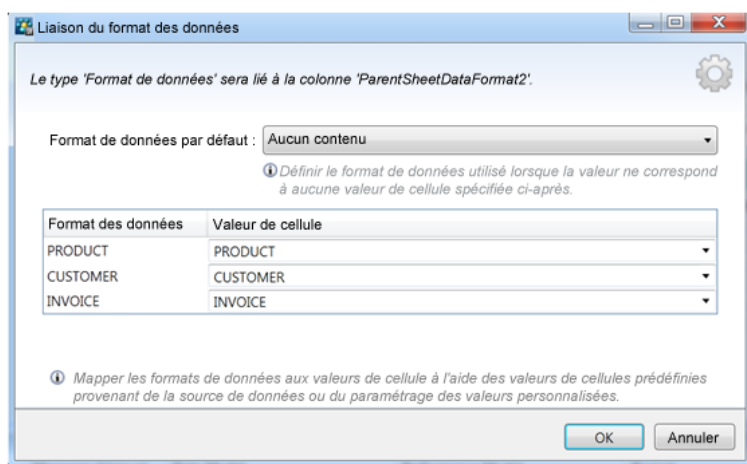 Liaison du format des données
Le type 'Format de données' sera lié à la colonne 'ParentSheetDataFormat2'.
Format de données par défaut : Aucun contenu
Définir le format de données utilisé lorsque la valeur ne correspond
à aucune valeur de cellule spécifiée ci-après.
Format des données Valeur de cellule
PRODUCT PRODUCT
CUSTOMER CUSTOMER
INVOICE INVOICE
Mapper les formats de données aux valeurs de cellule à l'aide des valeurs de cellules prédéfinies
provenant de la source de données ou du paramétrage des valeurs personnalisées.
OK Annuler